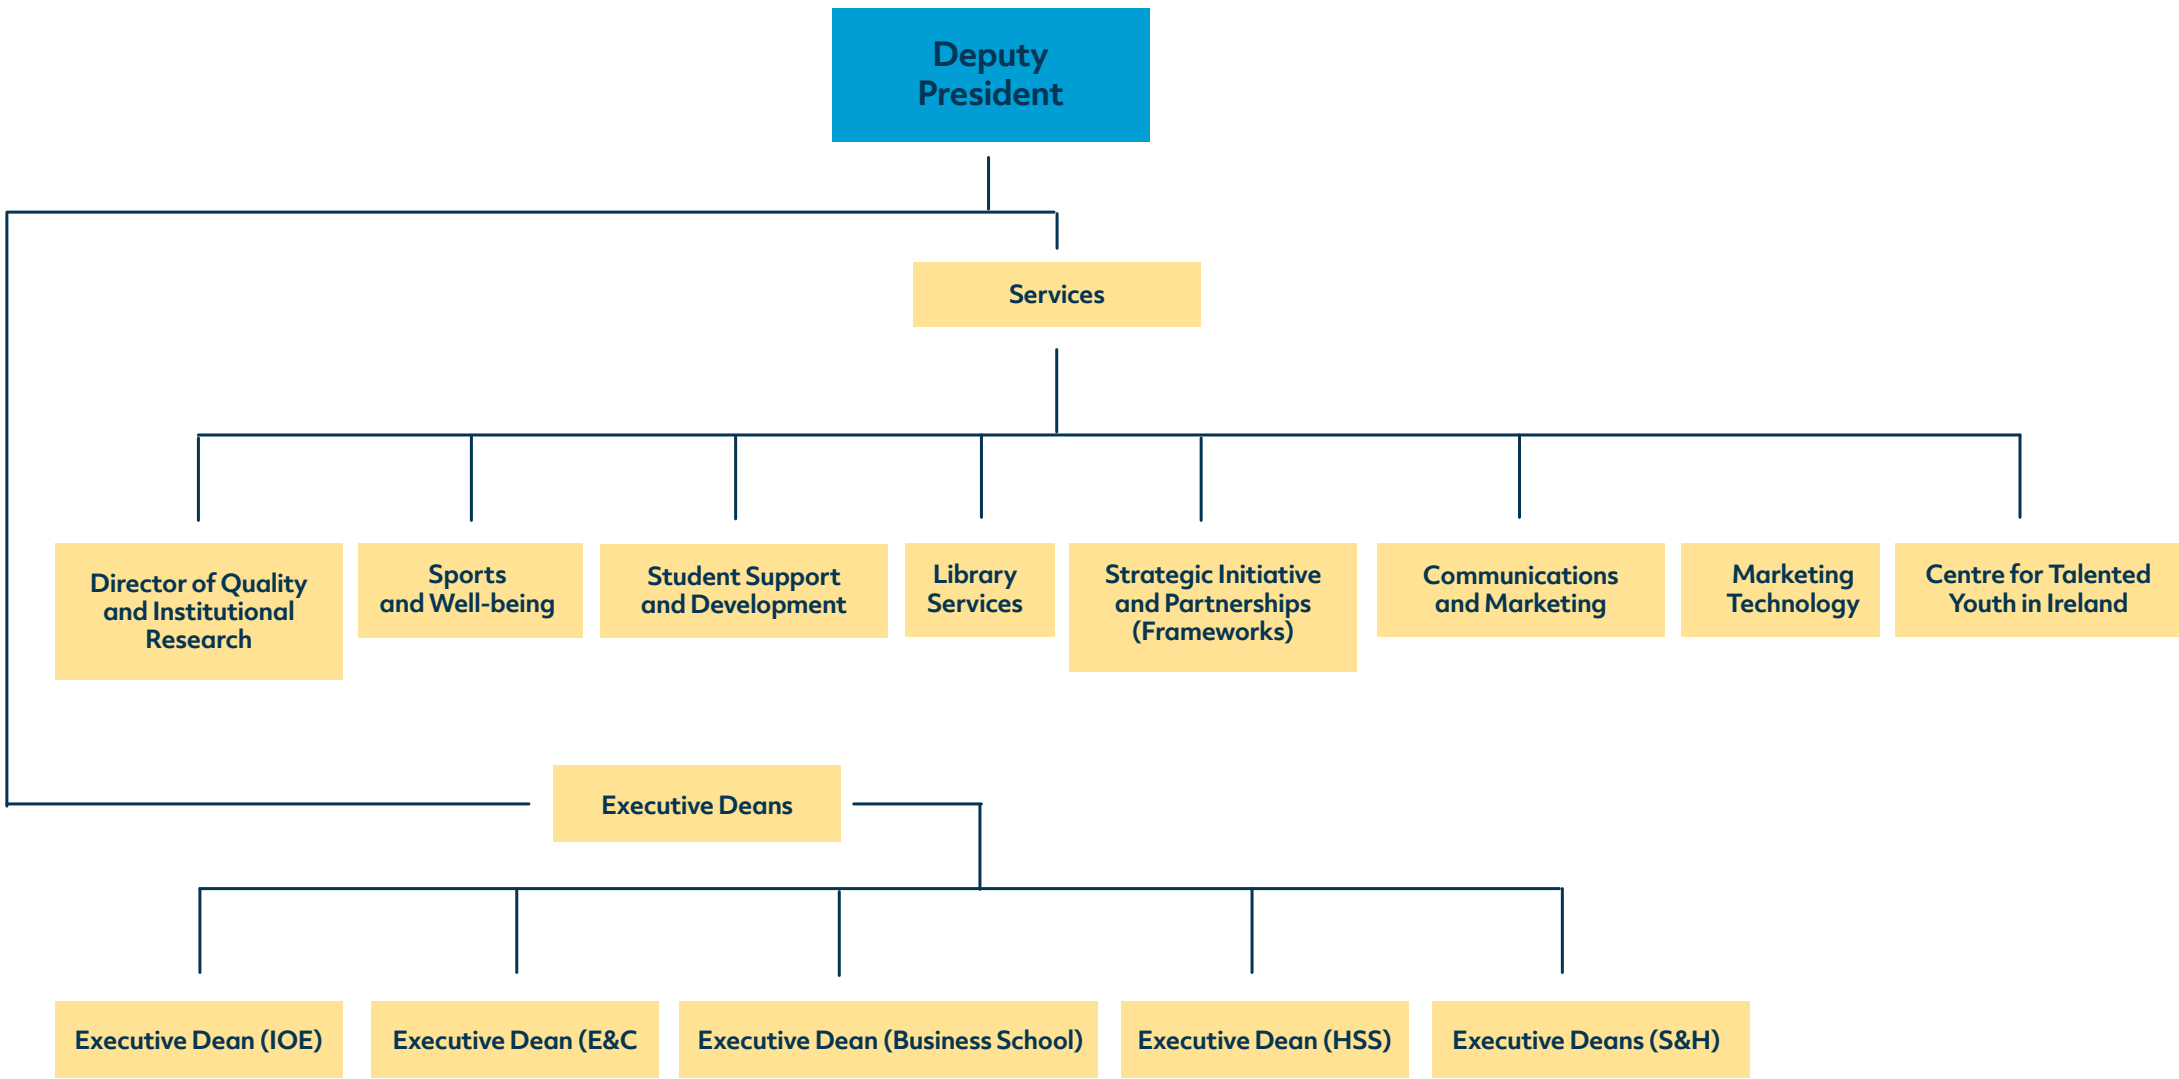 Deputy
President
Services
Director of Quality
and Institutional
Research
Sports
and Well-being
Student Support
and Development
Library
Services
Strategic Initiative
and Partnerships
(Frameworks)
Communications
and Marketing
Marketing
Technology
Centre for Talented
Youth in Ireland
Executive Deans
Executive Dean (IOE)
Executive Dean (E&C
Executive Dean (Business School)
Executive Dean (HSS)
Executive Deans (S&H)